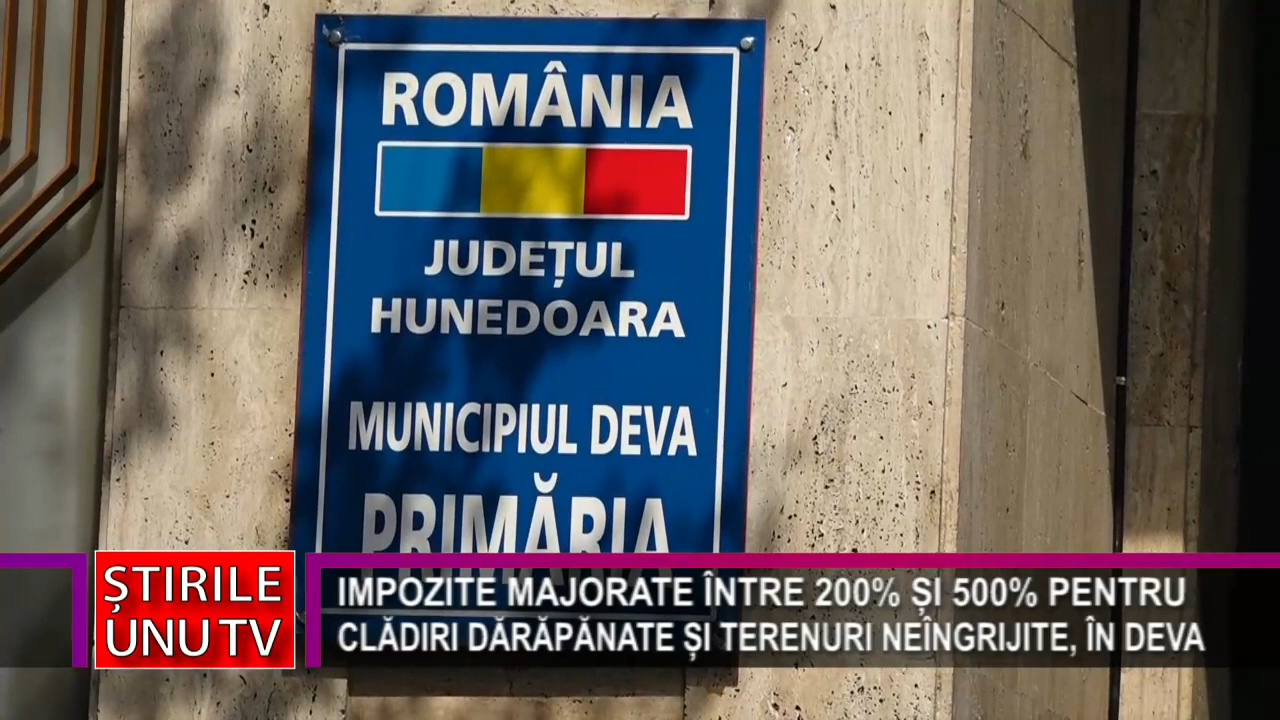 ROMÂNIA
JUDEȚUL
HUNEDOARA
MUNICIPIUL DEVA
PRIMĂRIA
ȘTIRILE
UNU TV
IMPOZITE MAJORATE ÎNTRE 200% ȘI 500% PENTRU
CLĂDIRI DĂRĂPĂNATE ȘI TERENURI NEÎNGRIJITE, ÎN DEVA